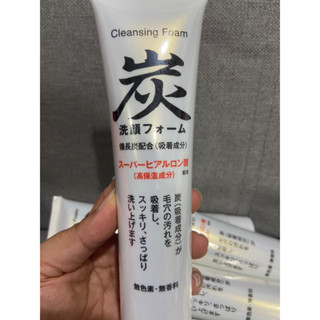 Cleansing Foam
炭
洗顔フォーム
備長炭配合(吸着成分)
スーパーヒアルロン酸
(高保湿成分)
炭(吸着成分)が
毛穴の汚れを
吸着し、
スッキリ、さっぱり
洗い上げます
無色素・無香料